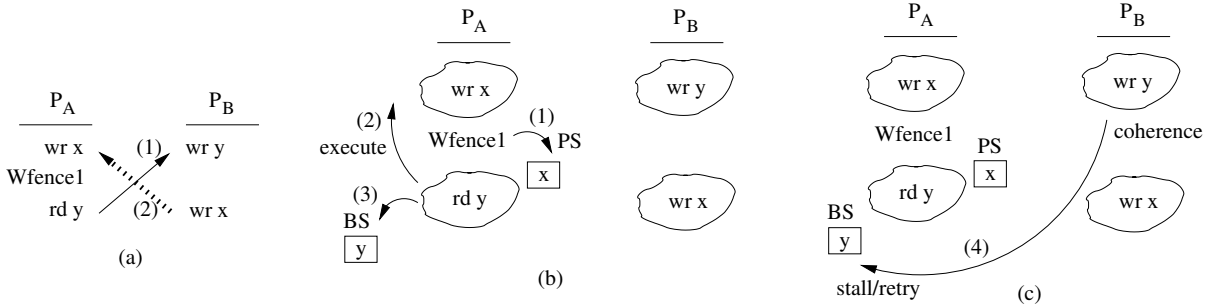 P_A P_B
wr x (1) wr y
Wfence1
rd y (2) wr x
(a)
P_A P_B
wr x wr y
(2) Wfence1 (1) PS
execute x
(3) rd y wr x
BS
y
(b)
P_A P_B
wr x wr y
Wfence1 coherence
PS
rd y x wr x
BS
y (4)
stall/retry (c)